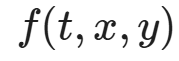 f(t, x, y)